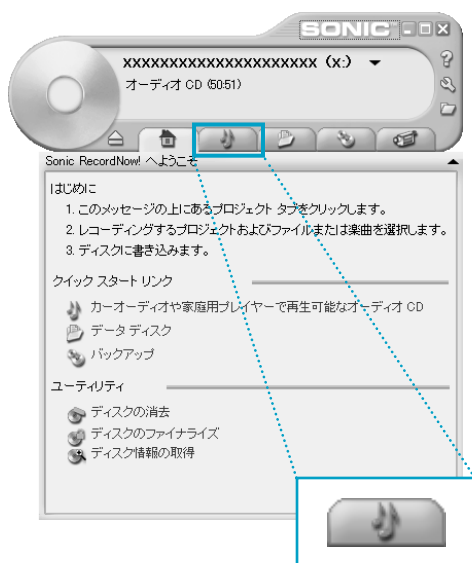 SONIC
xxxxxxxxxxxxxxxxxxxxxx (x:)
オーディオ CD (50:51)
Sonic RecordNow! へようこそ
はじめに
1. このメッセージの上にあるプロジェクト タブをクリックします。
2. レコーディングするプロジェクトおよびファイルまたは楽曲を選択します。
3. ディスクに書き込みます。
クイック スタート リンク
カーオーディオや家庭用プレイヤーで再生可能なオーディオ CD
データ ディスク
バックアップ
ユーティリティ
ディスクの消去
ディスクのファイナライズ
ディスク情報の取得